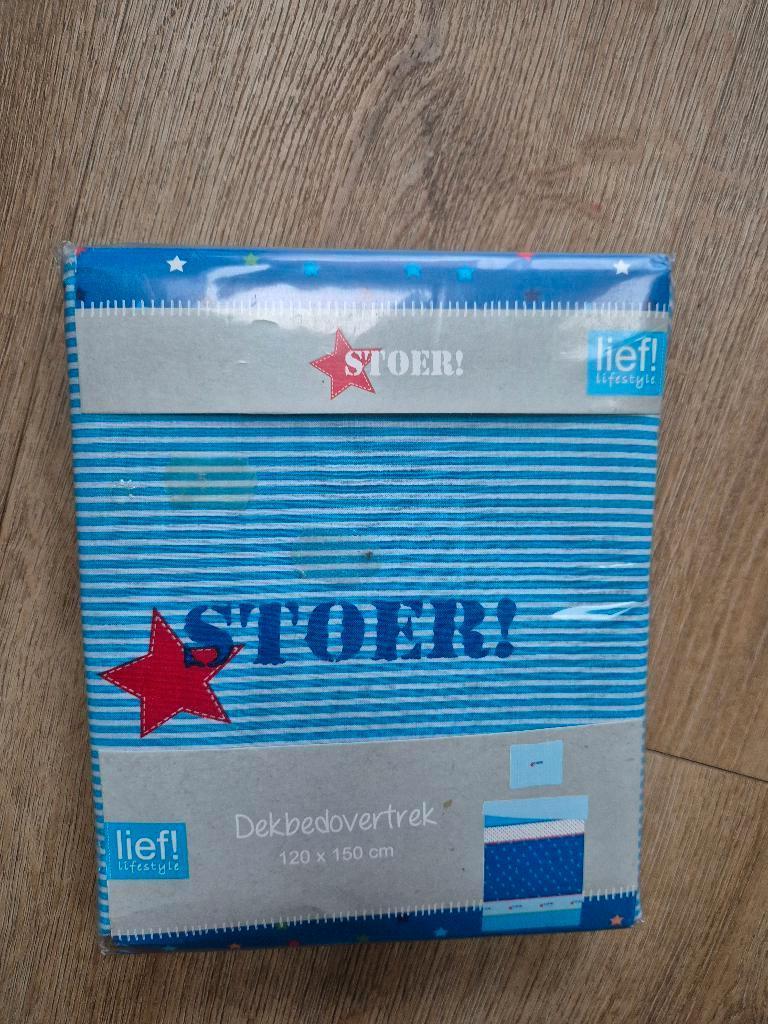 STOER!
lief!
lifestyle
STOER!
lief!
lifestyle
Dekbedovertrek
120 x 150 cm